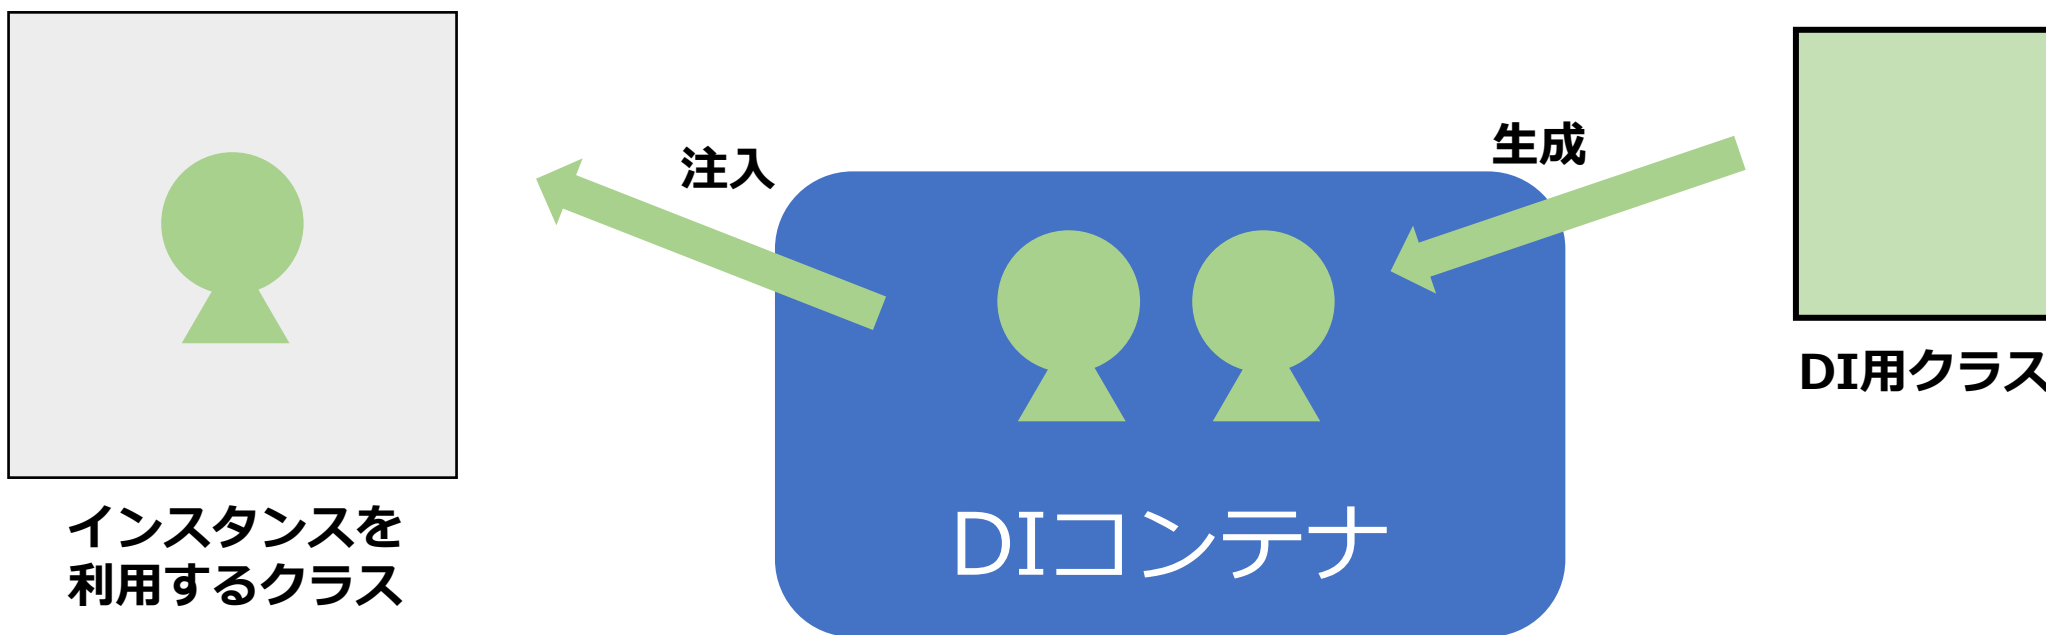 注入
生成
DI用クラス
インスタンスを
利用するクラス
DIコンテナ